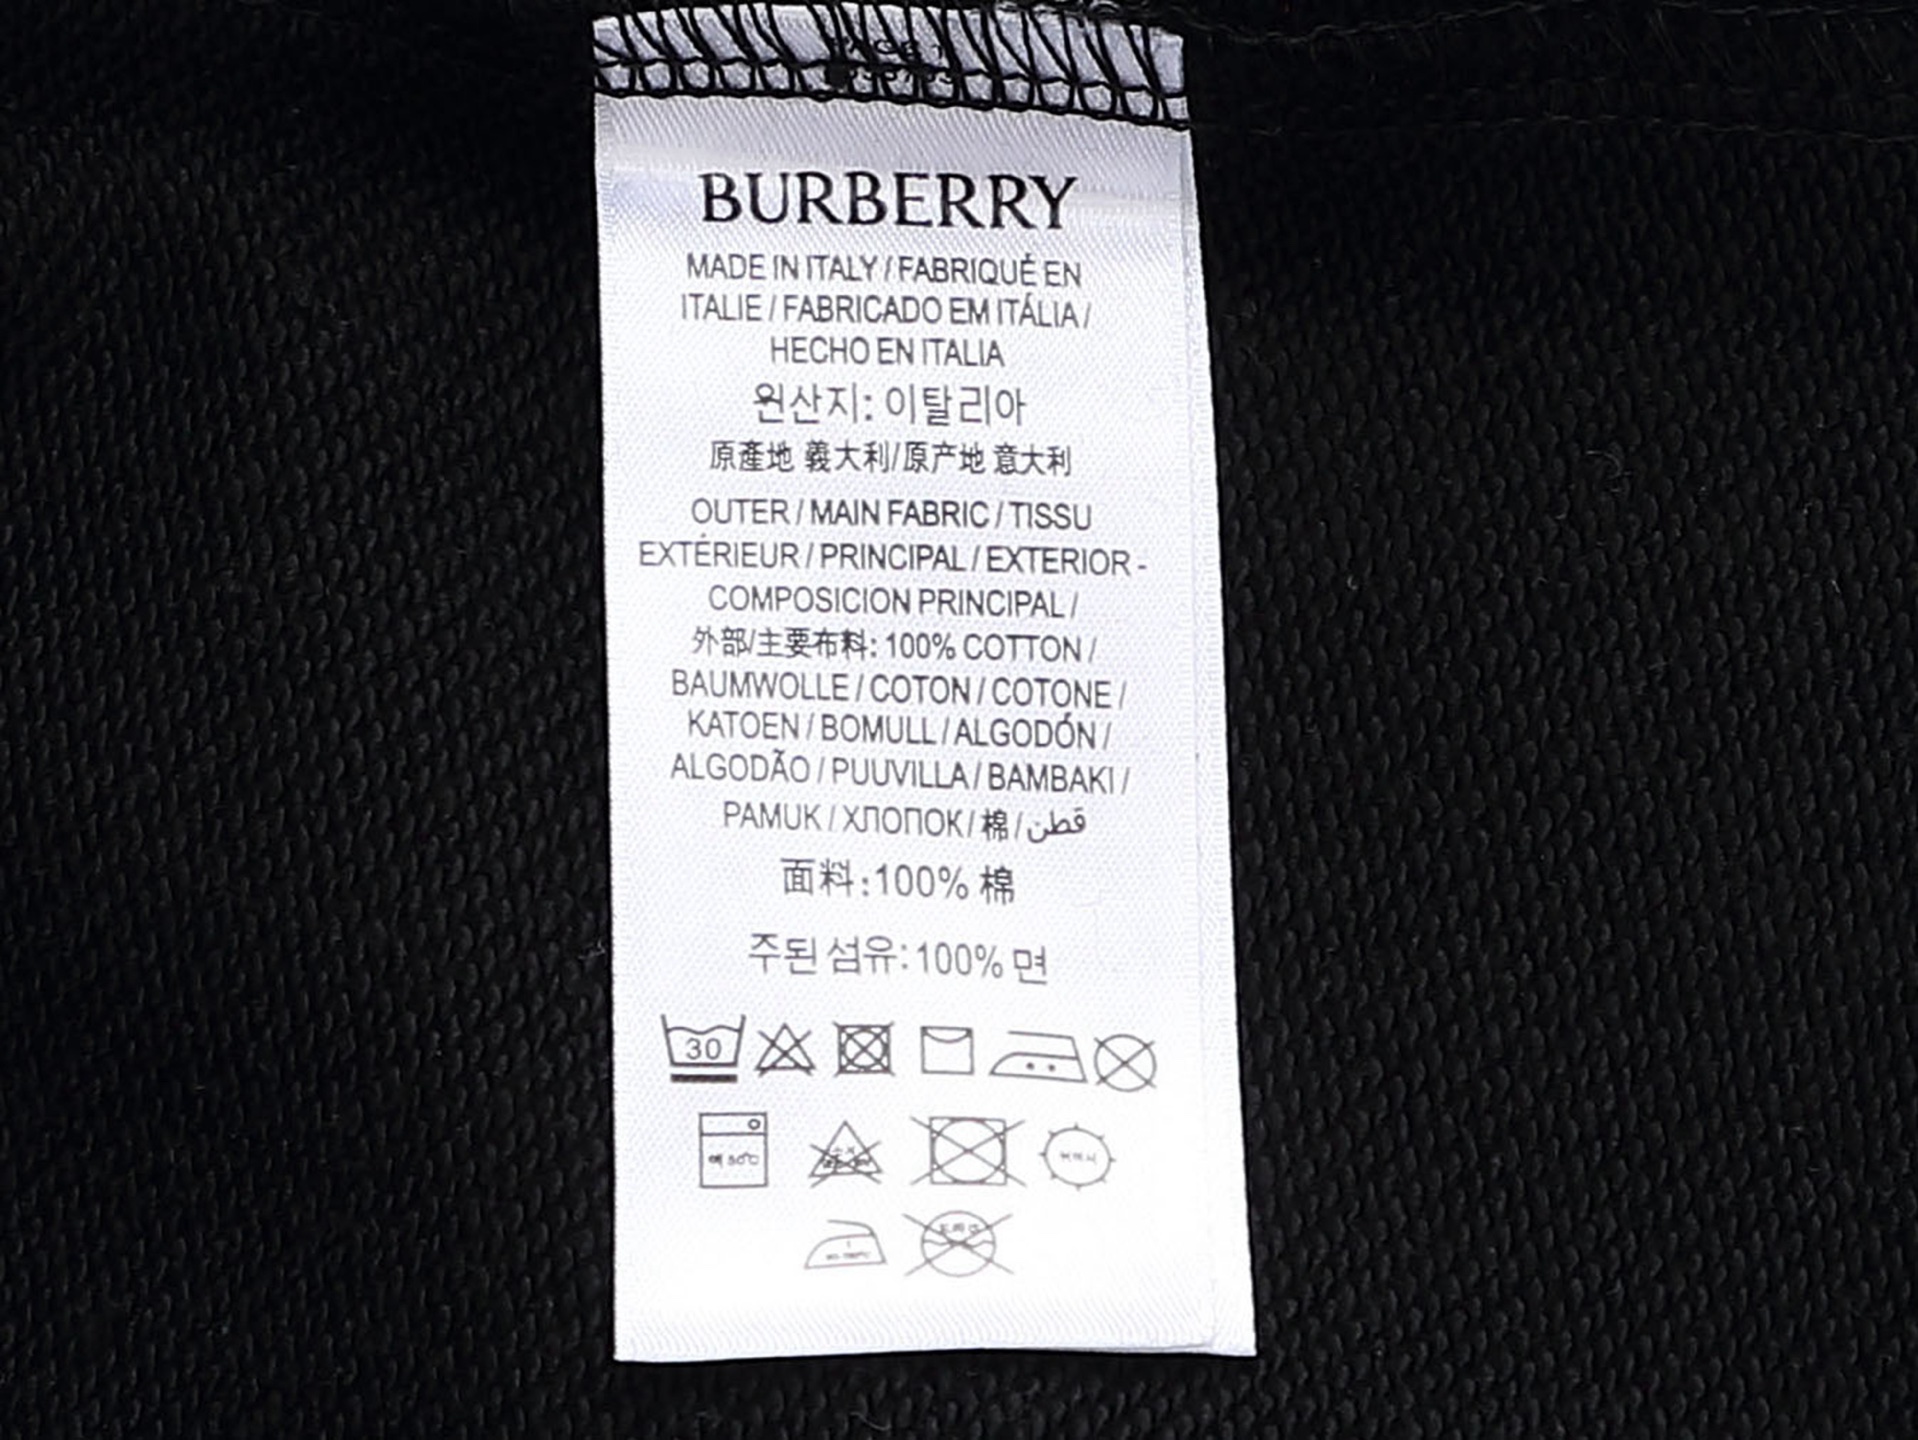 BURBERRY
MADE IN ITALY / FABRIQUÉ EN
ITALIE / FABRICADO EM ITÁLIA /
HECHO EN ITALIA
원산지: 이탈리아
原產地 義大利/原产地 意大利
OUTER / MAIN FABRIC / TISSU
EXTÉRIEUR / PRINCIPAL / EXTERIOR -
COMPOSICION PRINCIPAL /
外部/主要布料: 100% COTTON /
BAUMWOLLE / COTON / COTONE /
KATOEN / BOMULL / ALGODÓN /
ALGODÃO / PUUVILLA / BAMBAKI /
PAMUK / ХЛОПОК / 棉 / قطن
面料:100% 棉
주된 섬유: 100% 면
30